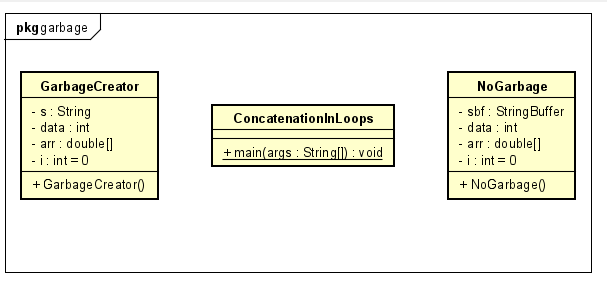 pkg garbage
GarbageCreator
- s : String
- data : int
- arr : double[]
- i : int = 0
+ GarbageCreator()
ConcatenationInLoops
+ main(args : String[]) : void
NoGarbage
- sbf : StringBuffer
- data : int
- arr : double[]
- i : int = 0
+ NoGarbage()